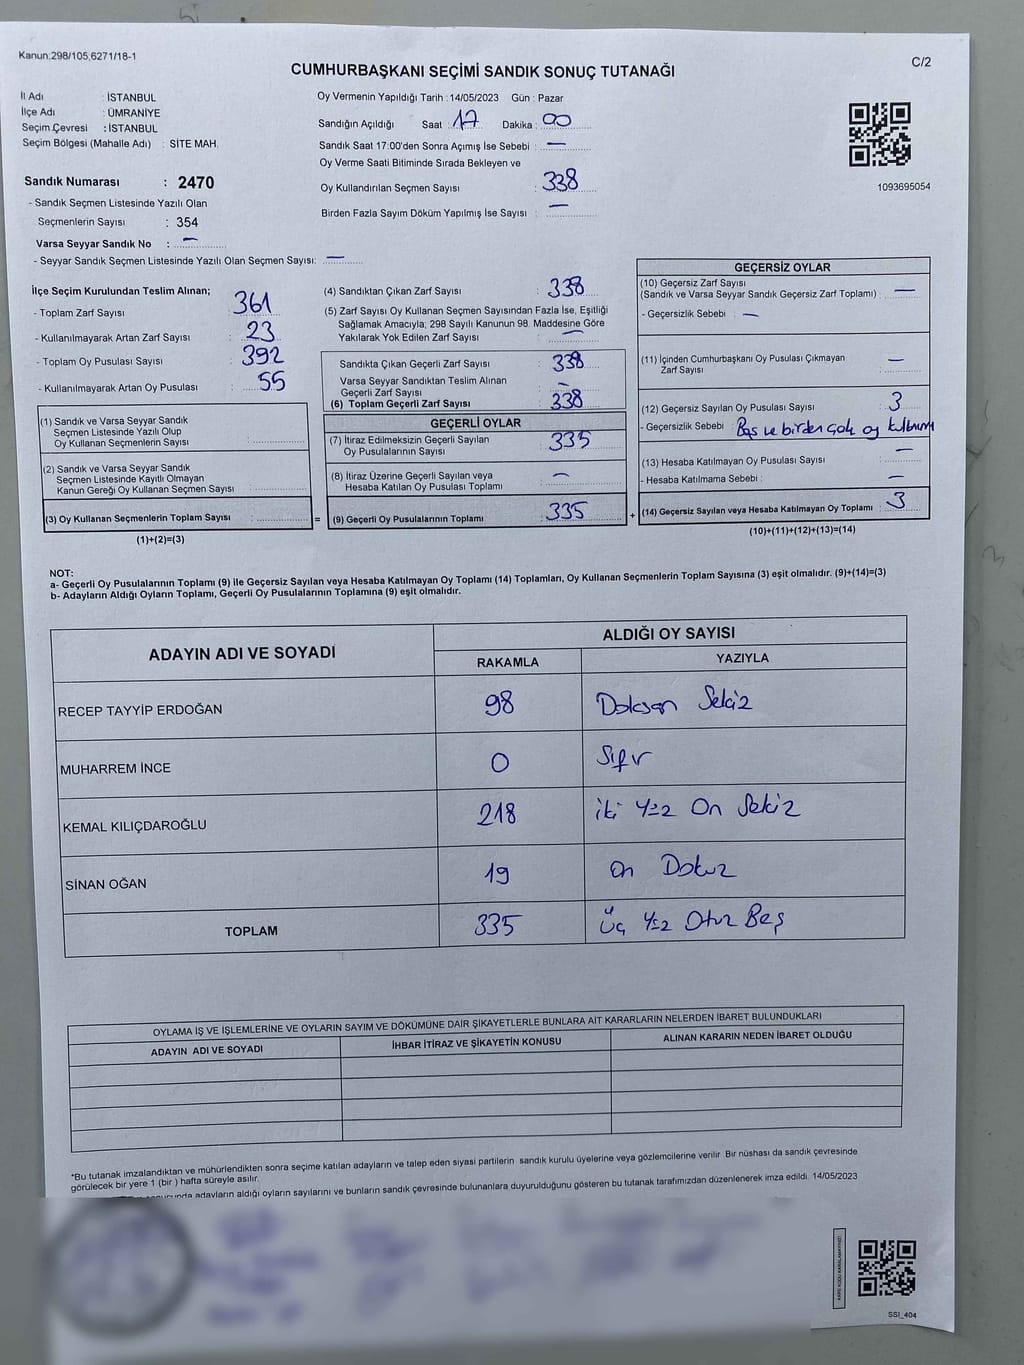 Kanun:298/105,6271/18-1
C/2
CUMHURBAŞKANI SEÇİMİ SANDIK SONUÇ TUTANAĞI
İl Adı : İSTANBUL
İlçe Adı : ÜMRANİYE
Seçim Çevresi : İSTANBUL
Seçim Bölgesi (Mahalle Adı) : SİTE MAH.
Sandık Numarası : 2470
- Sandık Seçmen Listesinde Yazılı Olan
Seçmenlerin Sayısı : 354
Varsa Seyyar Sandık No : —
- Seyyar Sandık Seçmen Listesinde Yazılı Olan Seçmen Sayısı: —
Oy Vermenin Yapıldığı Tarih : 14/05/2023 Gün : Pazar
Sandığın Açıldığı Saat 17 Dakika : 00
Sandık Saat 17:00'den Sonra Açımış İse Sebebi : —
Oy Verme Saati Bitiminde Sırada Bekleyen ve
Oy Kullandırılan Seçmen Sayısı : 338
Birden Fazla Sayım Döküm Yapılmış İse Sayısı : —
1093695054
İlçe Seçim Kurulundan Teslim Alınan;
- Toplam Zarf Sayısı : 361
- Kullanılmayarak Artan Zarf Sayısı : 23
- Toplam Oy Pusulası Sayısı : 392
- Kullanılmayarak Artan Oy Pusulası : 55
(1) Sandık ve Varsa Seyyar Sandık
Seçmen Listesinde Yazılı Olup
Oy Kullanan Seçmenlerin Sayısı :
(2) Sandık ve Varsa Seyyar Sandık
Seçmen Listesinde Kayıtlı Olmayan
Kanun Gereği Oy Kullanan Seçmen Sayısı :
(3) Oy Kullanan Seçmenlerin Toplam Sayısı :
(1)+(2)=(3)
=
(4) Sandıktan Çıkan Zarf Sayısı : 338
(5) Zarf Sayısı Oy Kullanan Seçmen Sayısından Fazla İse, Eşitliği
Sağlamak Amacıyla, 298 Sayılı Kanunun 98. Maddesine Göre
Yakılarak Yok Edilen Zarf Sayısı : —
Sandıkta Çıkan Geçerli Zarf Sayısı : 338
Varsa Seyyar Sandıktan Teslim Alınan
Geçerli Zarf Sayısı : —
(6) Toplam Geçerli Zarf Sayısı : 338
GEÇERLİ OYLAR
(7) İtiraz Edilmeksizin Geçerli Sayılan
Oy Pusulalarının Sayısı : 335
(8) İtiraz Üzerine Geçerli Sayılan veya
Hesaba Katılan Oy Pusulası Toplamı : —
(9) Geçerli Oy Pusulalarının Toplamı : 335
+
GEÇERSİZ OYLAR
(10) Geçersiz Zarf Sayısı
(Sandık ve Varsa Seyyar Sandık Geçersiz Zarf Toplamı) : —
- Geçersizlik Sebebi : —
(11) İçinden Cumhurbaşkanı Oy Pusulası Çıkmayan
Zarf Sayısı : —
(12) Geçersiz Sayılan Oy Pusulası Sayısı : 3
- Geçersizlik Sebebi : Boş ve birden çok oy kullanım
(13) Hesaba Katılmayan Oy Pusulası Sayısı : —
- Hesaba Katılmama Sebebi : —
(14) Geçersiz Sayılan veya Hesaba Katılmayan Oy Toplamı : 3
(10)+(11)+(12)+(13)=(14)
NOT:
a- Geçerli Oy Pusulalarının Toplamı (9) ile Geçersiz Sayılan veya Hesaba Katılmayan Oy Toplamı (14) Toplamları, Oy Kullanan Seçmenlerin Toplam Sayısına (3) eşit olmalıdır. (9)+(14)=(3)
b- Adayların Aldığı Oyların Toplamı, Geçerli Oy Pusulalarının Toplamına (9) eşit olmalıdır.
ADAYIN ADI VE SOYADI
ALDIĞI OY SAYISI
RAKAMLA YAZIYLA
RECEP TAYYİP ERDOĞAN 98 Doksan Sekiz
MUHARREM İNCE 0 Sıfır
KEMAL KILIÇDAROĞLU 218 iki Yüz On Sekiz
SİNAN OĞAN 19 On Dokuz
TOPLAM 335 Üç Yüz Otuz Beş
OYLAMA İŞ VE İŞLEMLERİNE VE OYLARIN SAYIM VE DÖKÜMÜNE DAİR ŞİKAYETLERLE BUNLARA AİT KARARLARIN NELERDEN İBARET BULUNDUKLARI
ADAYIN ADI VE SOYADI İHBAR İTİRAZ VE ŞİKAYETİN KONUSU ALINAN KARARIN NEDEN İBARET OLDUĞU
*Bu tutanak imzalandıktan ve mühürlendikten sonra seçime katılan adayların ve talep eden siyasi partilerin sandık kurulu üyelerine veya gözlemcilerine verilir Bir nüshası da sandık çevresinde
görülecek bir yere 1 (bir ) hafta süreyle asılır.
adayların aldığı oyların sayılarını ve bunların sandık çevresinde bulunanlara duyurulduğunu gösteren bu tutanak tarafımızdan düzenlenerek imza edildi. 14/05/2023
SSI_404